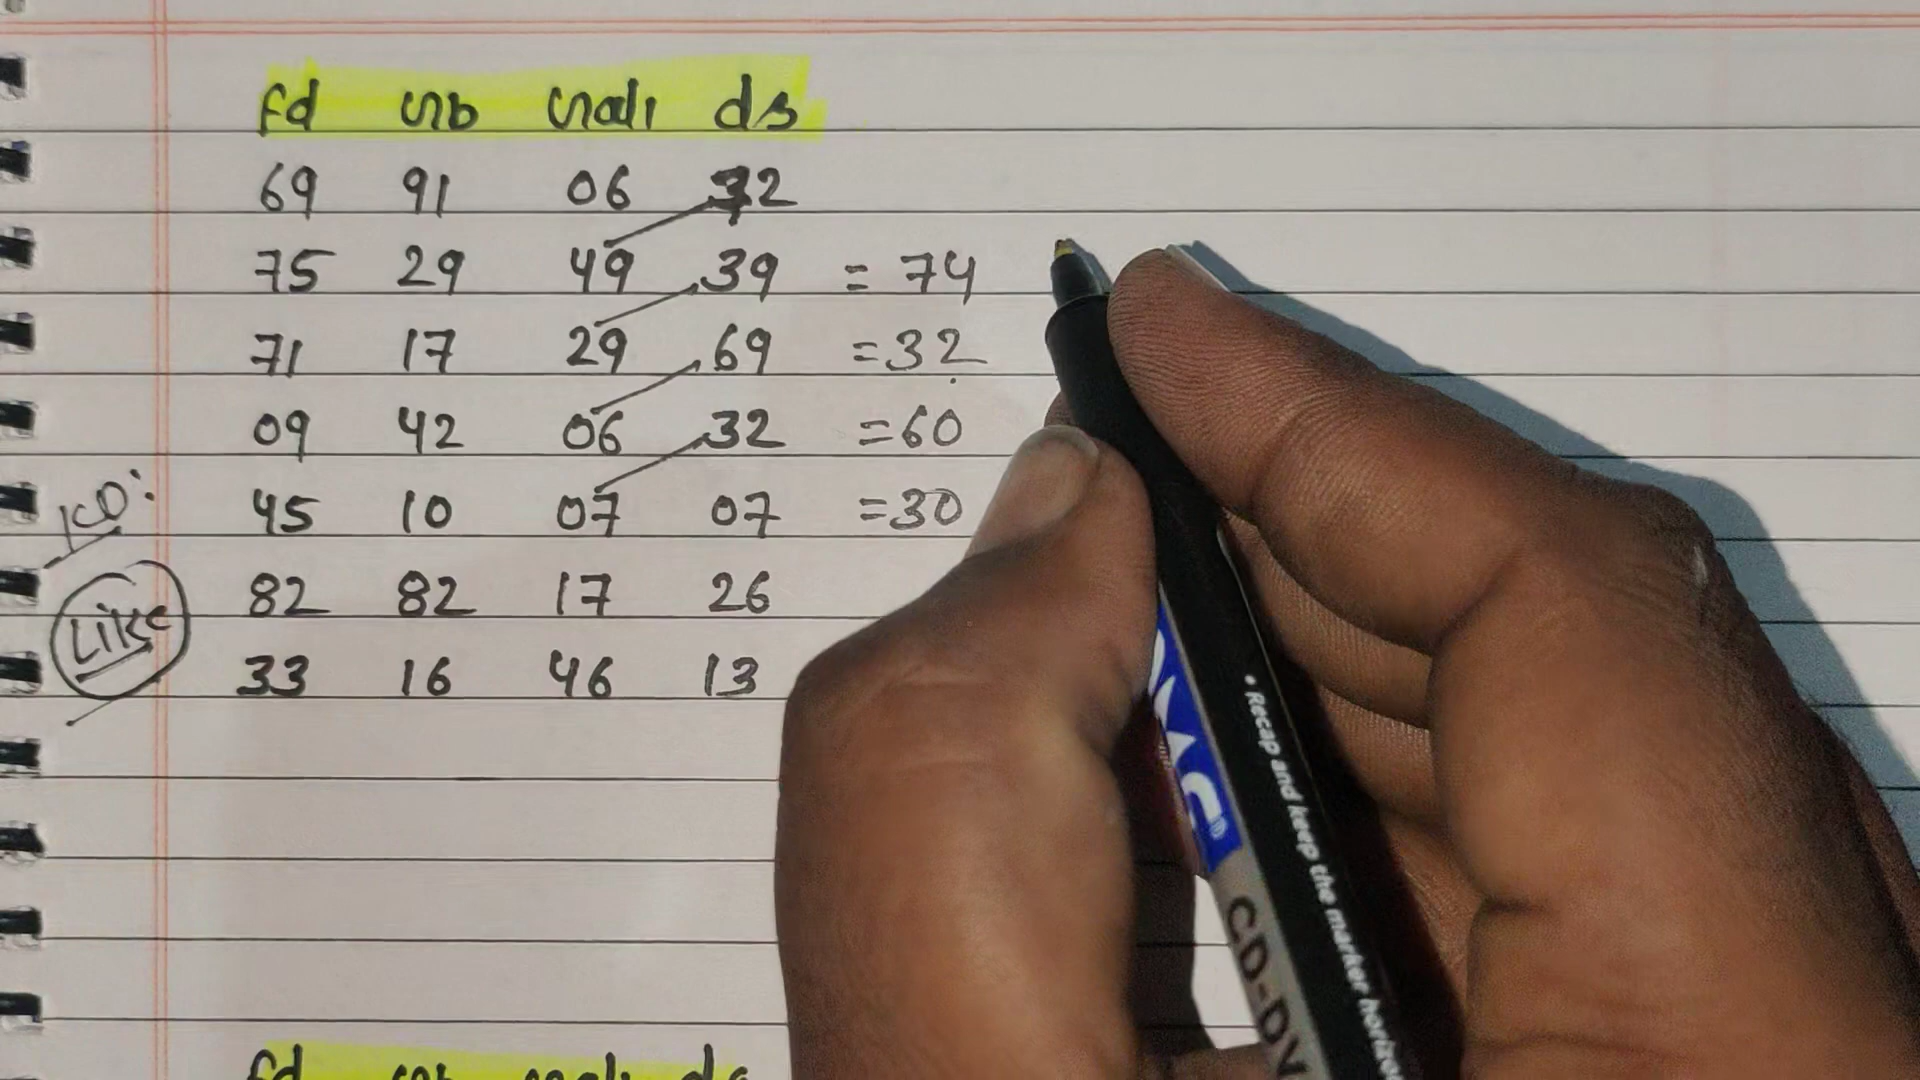 fd GB Gali ds
69 91 06 32
75 29 49 39 = 74
71 17 29 69 =32
09 42 06 32 =60
45 10 07 07 =30
82 82 17 26
33 16 46 13
Like
• Recap and keep the marker
CD-DV
fd ds